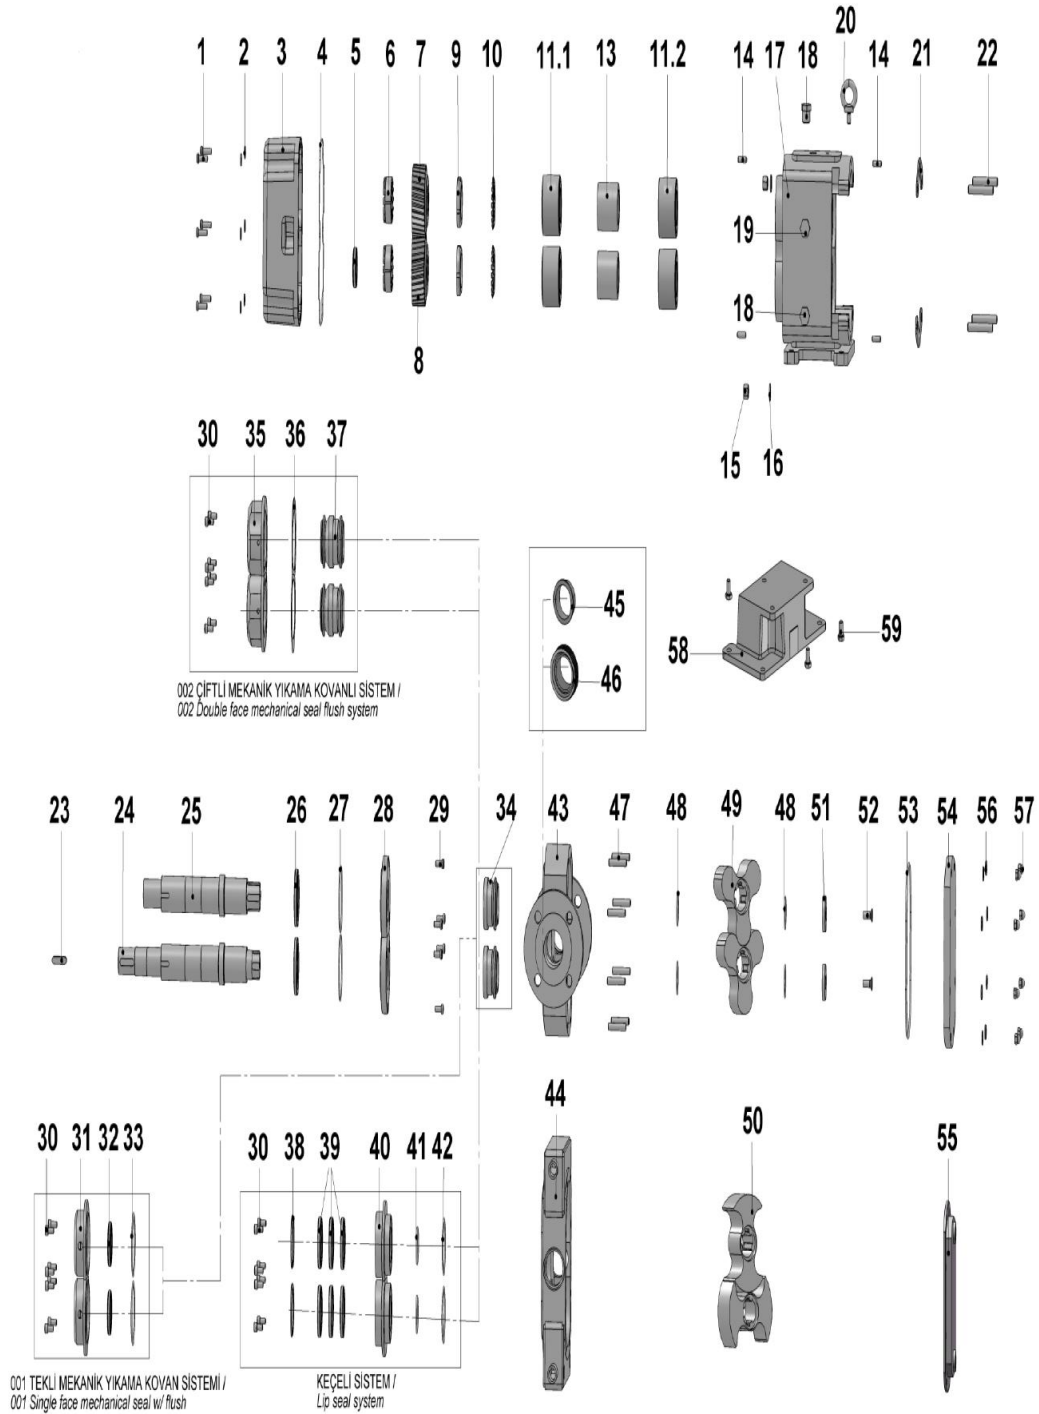 1 2 3 4 5 6 7 9 10 11.1 13 11.2 14 17 18 20 14 21 22
19
18
8
15 16
30 35 36 37
45
46
58 59
002 ÇİFTLİ MEKANİK YIKAMA KOVANLI SİSTEM /
002 Double face mechanical seal flush system
23 24 25 26 27 28 29 34 43 47 48 49 48 51 52 53 54 56 57
44 50 55
30 31 32 33 30 38 39 40 41 42
001 TEKLİ MEKANİK YIKAMA KOVAN SİSTEMİ /
001 Single face mechanical seal w/ flush
KEÇELİ SİSTEM /
Lip seal system